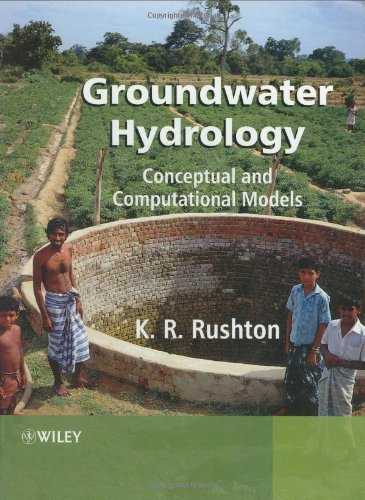 Groundwater
Hydrology
Conceptual and
Computational Models
K. R. Rushton
WILEY